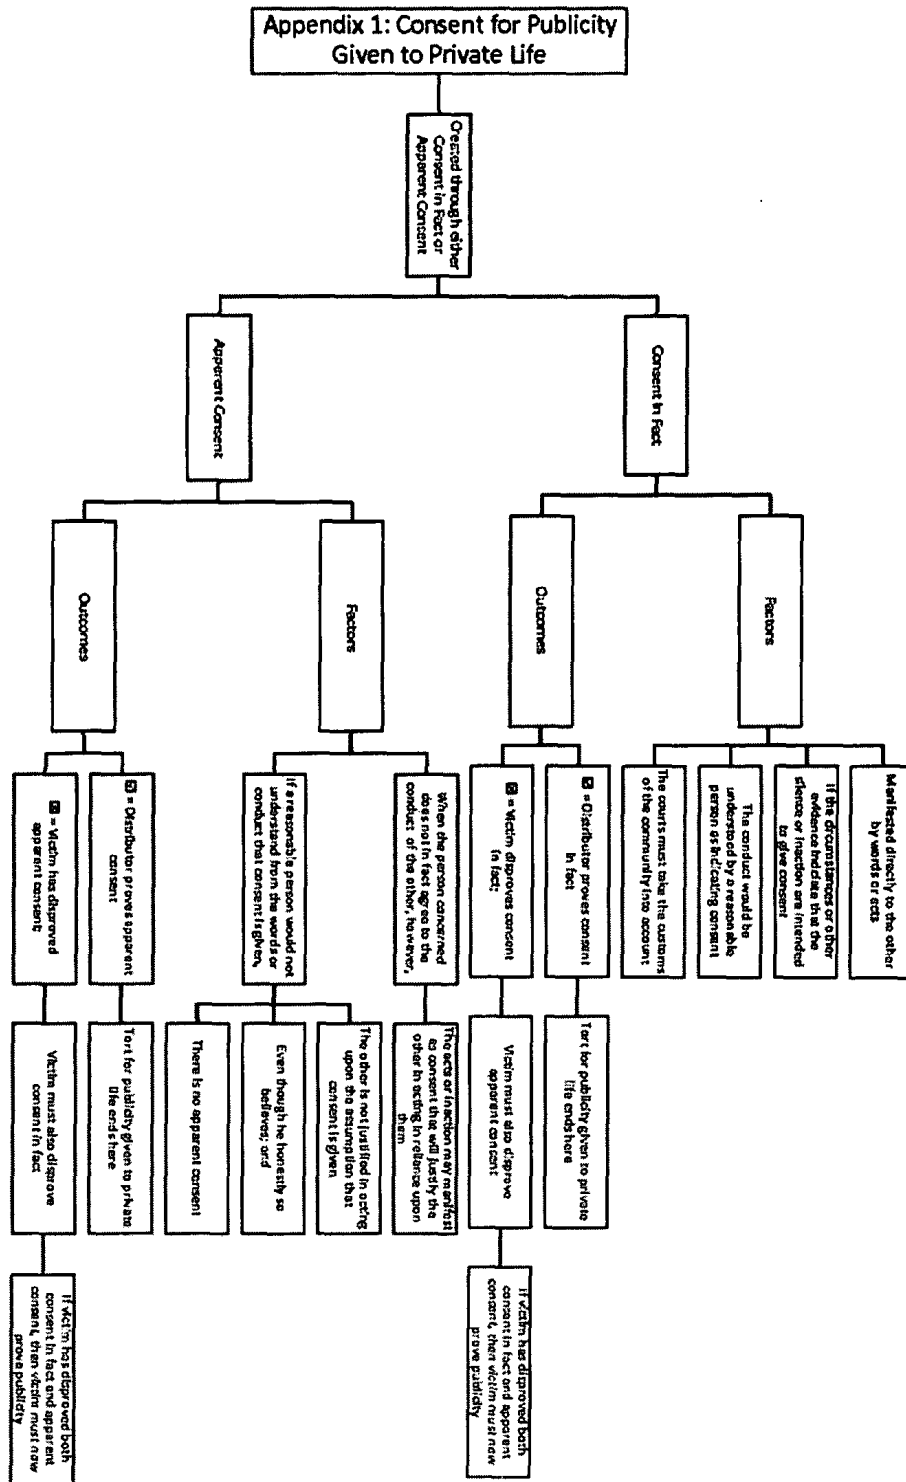 Appendix 1: Consent for Publicity
Given to Private Life
Created through either
Consent in Fact or
Apparent Consent
Consent in Fact
Factors
Manifested directly to the other
by words or acts
If the circumstances or other
evidence indicate that the
silence or inaction are intended
to give consent
The conduct would be
understood by a reasonable
person as indicating consent
The courts must take the customs
of the community into account
Outcomes
☑ = Distributor proves consent
in fact
Tort for publicity given to private
life ends here
☒ = Victim disproves consent
in fact;
Victim must also disprove
apparent consent
If victim has disproved both
consent in fact and apparent
consent, then victim must now
prove publicity
Apparent Consent
Factors
When the person concerned
does not in fact agree to the
conduct of the other, however,
The acts or inaction may manifest
as consent that will justify the
other in acting in reliance upon
them
If a reasonable person would not
understand from the words or
conduct that consent is given,
The other is not justified in acting
upon the assumption that
consent is given
Even though he honestly so
believes; and
There is no apparent consent
Outcomes
☑ = Distributor proves apparent
consent
Tort for publicity given to private
life ends here
☒ = Victim has disproved
apparent consent;
Victim must also disprove
consent in fact
If victim has disproved both
consent in fact and apparent
consent, then victim must now
prove publicity